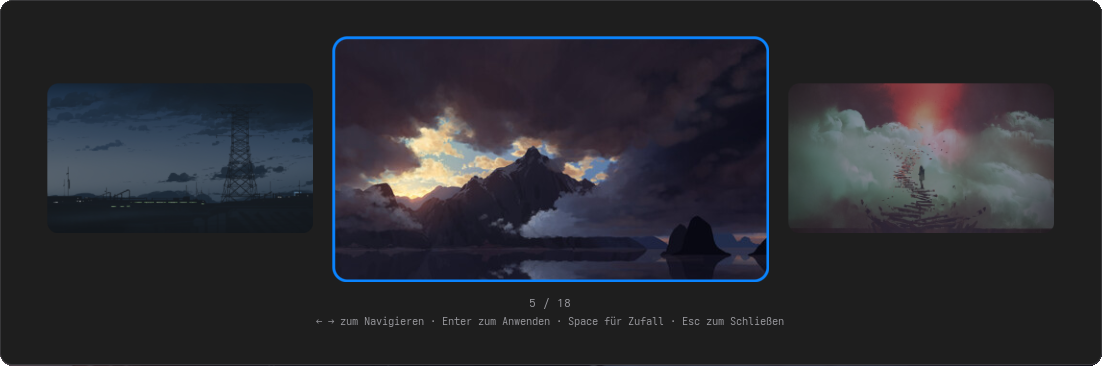 5 / 18
← → zum Navigieren · Enter zum Anwenden · Space für Zufall · Esc zum Schließen